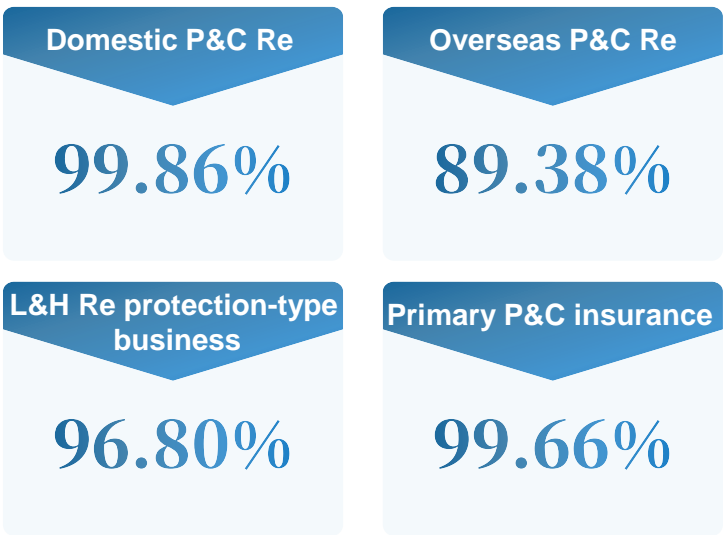 Domestic P&C Re
99.86%
Overseas P&C Re
89.38%
L&H Re protection-type
business
96.80%
Primary P&C insurance
99.66%